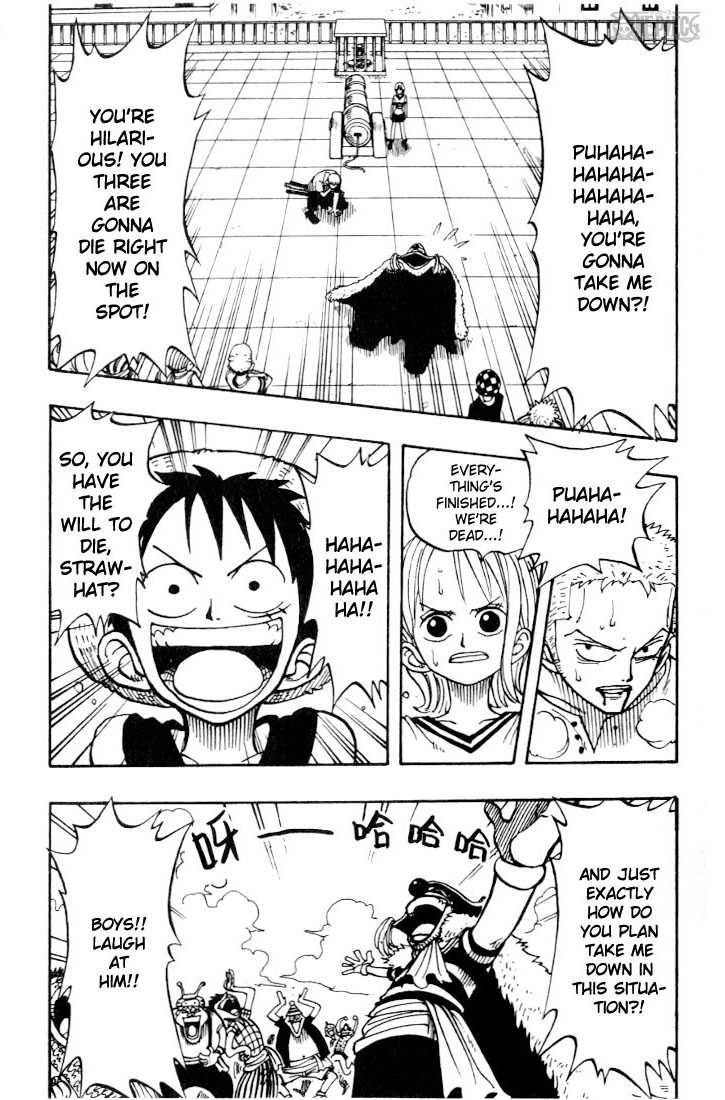 ONE PIECE
PUHAHA-
HAHAHA-
HAHAHA-
HAHA,
YOU'RE
GONNA
TAKE ME
DOWN?!
YOU'RE
HILARI-
OUS! YOU
THREE
ARE
GONNA
DIE RIGHT
NOW ON
THE
SPOT!
PUAHA-
HAHAHA!
EVERY-
THING'S
FINISHED...!
WE'RE
DEAD...!
HAHA-
HAHA-
HAHA
HA!!
SO, YOU
HAVE
THE
WILL TO
DIE,
STRAW-
HAT?
哈哈哈一呀
AND JUST
EXACTLY
HOW DO
YOU PLAN
TAKE ME
DOWN IN
THIS SITUA-
TION?!
BOYS!!
LAUGH
AT
HIM!!